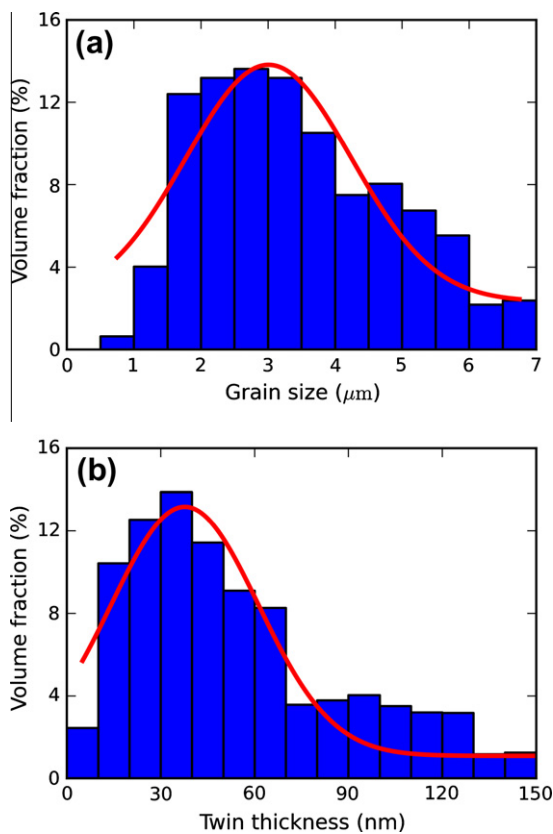 (a)
Volume fraction (%)
16
12
8
4
0
0 1 2 3 4 5 6 7
Grain size (μm)
(b)
Volume fraction (%)
16
12
8
4
0
0 30 60 90 120 150
Twin thickness (nm)